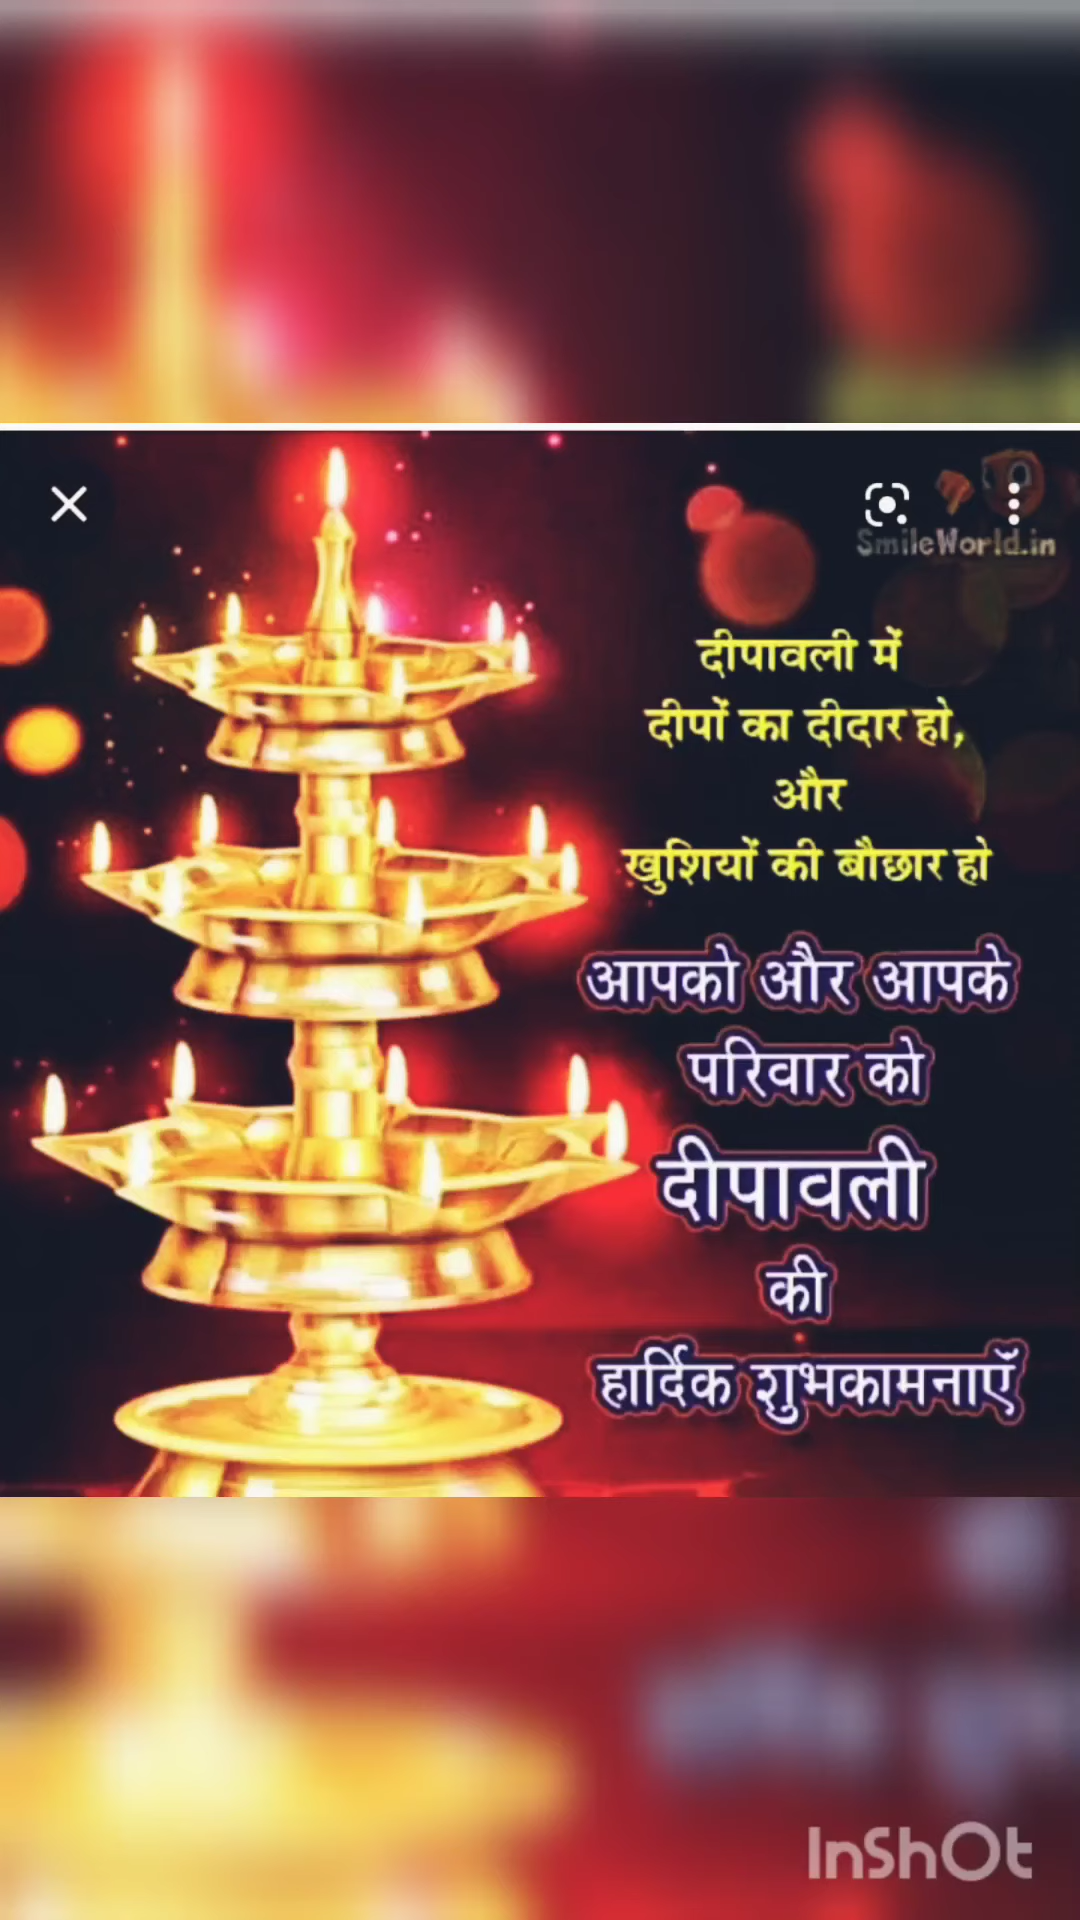 SmileWorld.in
दीपावली में
दीपों का दीदार हो,
और
खुशियों की बौछार हो
आपको और आपके
परिवार को
दीपावली
की
हार्दिक शुभकामनाएँ
InShOt